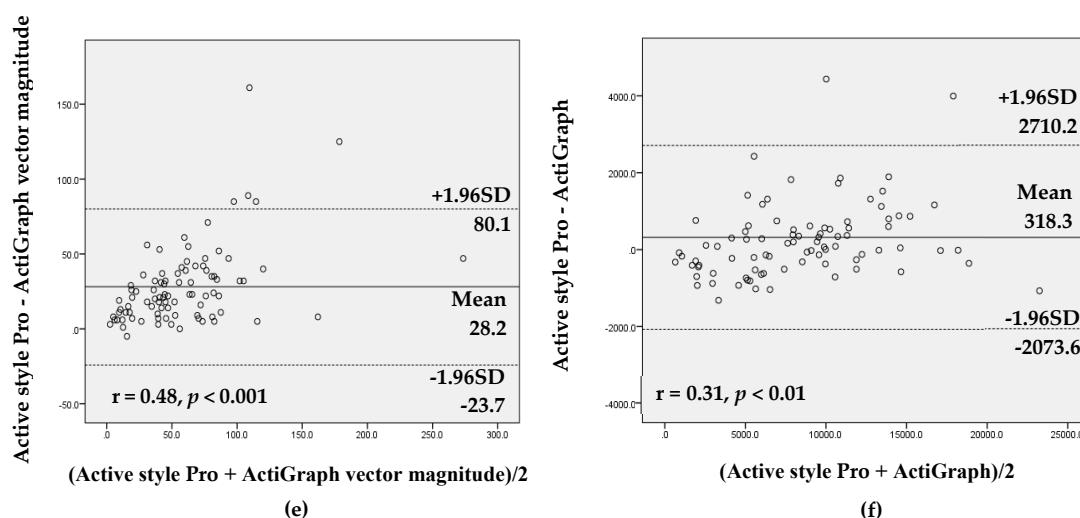 Active style Pro - ActiGraph vector magnitude
150.0
100.0
50.0
.0
-50.0
+1.96SD
80.1
Mean
28.2
-1.96SD
-23.7
r = 0.48, p < 0.001
.0 50.0 100.0 150.0 200.0 250.0 300.0
(Active style Pro + ActiGraph vector magnitude)/2
(e)
Active style Pro - ActiGraph
4000.0
2000.0
.0
-2000.0
-4000.0
+1.96SD
2710.2
Mean
318.3
-1.96SD
-2073.6
r = 0.31, p < 0.01
.0 5000.0 10000.0 15000.0 20000.0 25000.0
(Active style Pro + ActiGraph)/2
(f)